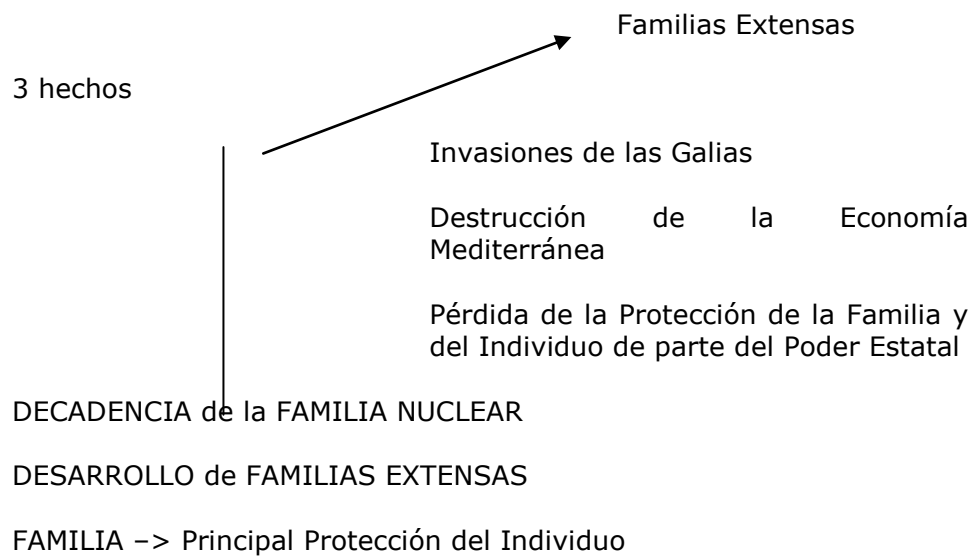 Familias Extensas
3 hechos
Invasiones de las Galias
Destrucción de la Economía
Mediterránea
Pérdida de la Protección de la Familia y
del Individuo de parte del Poder Estatal
DECADENCIA de la FAMILIA NUCLEAR
DESARROLLO de FAMILIAS EXTENSAS
FAMILIA –> Principal Protección del Individuo